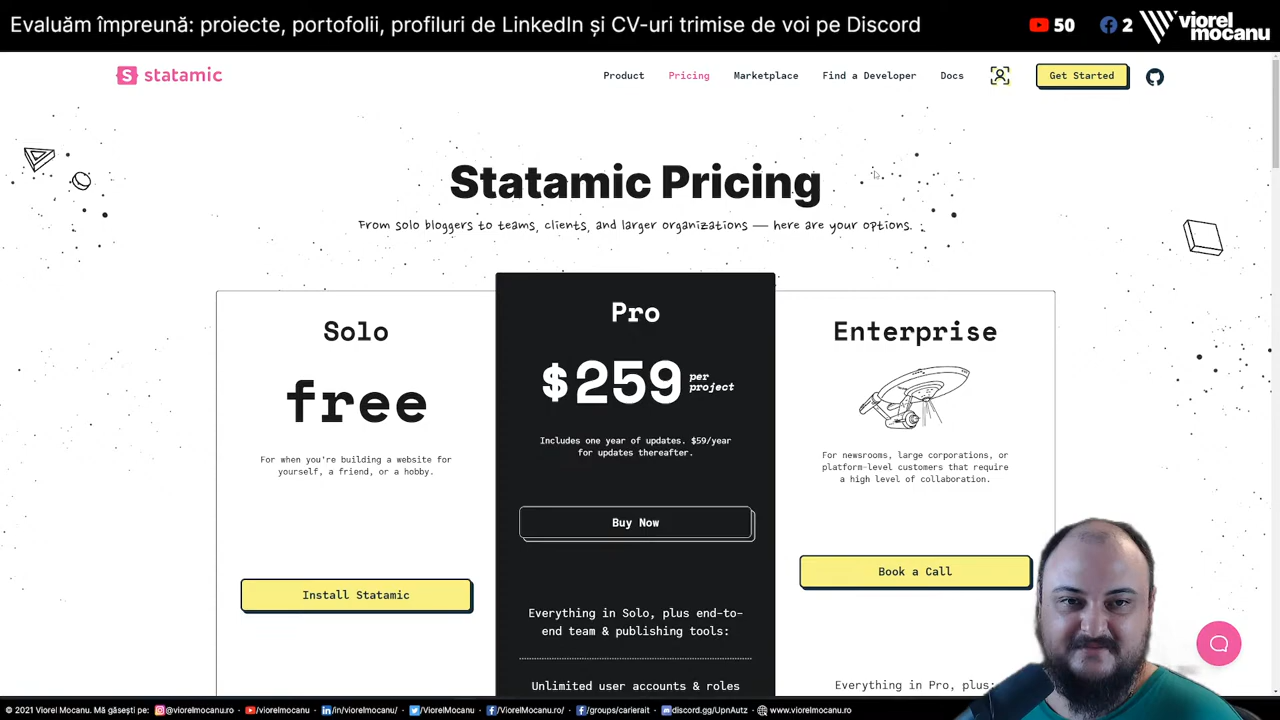 Evaluăm împreună: proiecte, portofolii, profiluri de LinkedIn și CV-uri trimise de voi pe Discord
50
2
viorel
mocanu
statamic
Product
Pricing
Marketplace
Find a Developer
Docs
Get Started
Statamic Pricing
From solo bloggers to teams, clients, and larger organizations — here are your options.
Solo
free
For when you're building a website for
yourself, a friend, or a hobby.
Install Statamic
Pro
$259 per
project
Includes one year of updates. $59/year
for updates thereafter.
Buy Now
Everything in Solo, plus end-to-
end team & publishing tools:
Unlimited user accounts & roles
Enterprise
For newsrooms, large corporations, or
platform-level customers that require
a high level of collaboration.
Book a Call
Everything in Pro, plus:
© 2021 Viorel Mocanu. Mă găsești pe: @viorelmocanu.ro /viorelmocanu /in/viorelmocanu/ /ViorelMocanu /ViorelMocanu.ro/ /groups/carierait discord.gg/UpnAutz www.viorelmocanu.ro